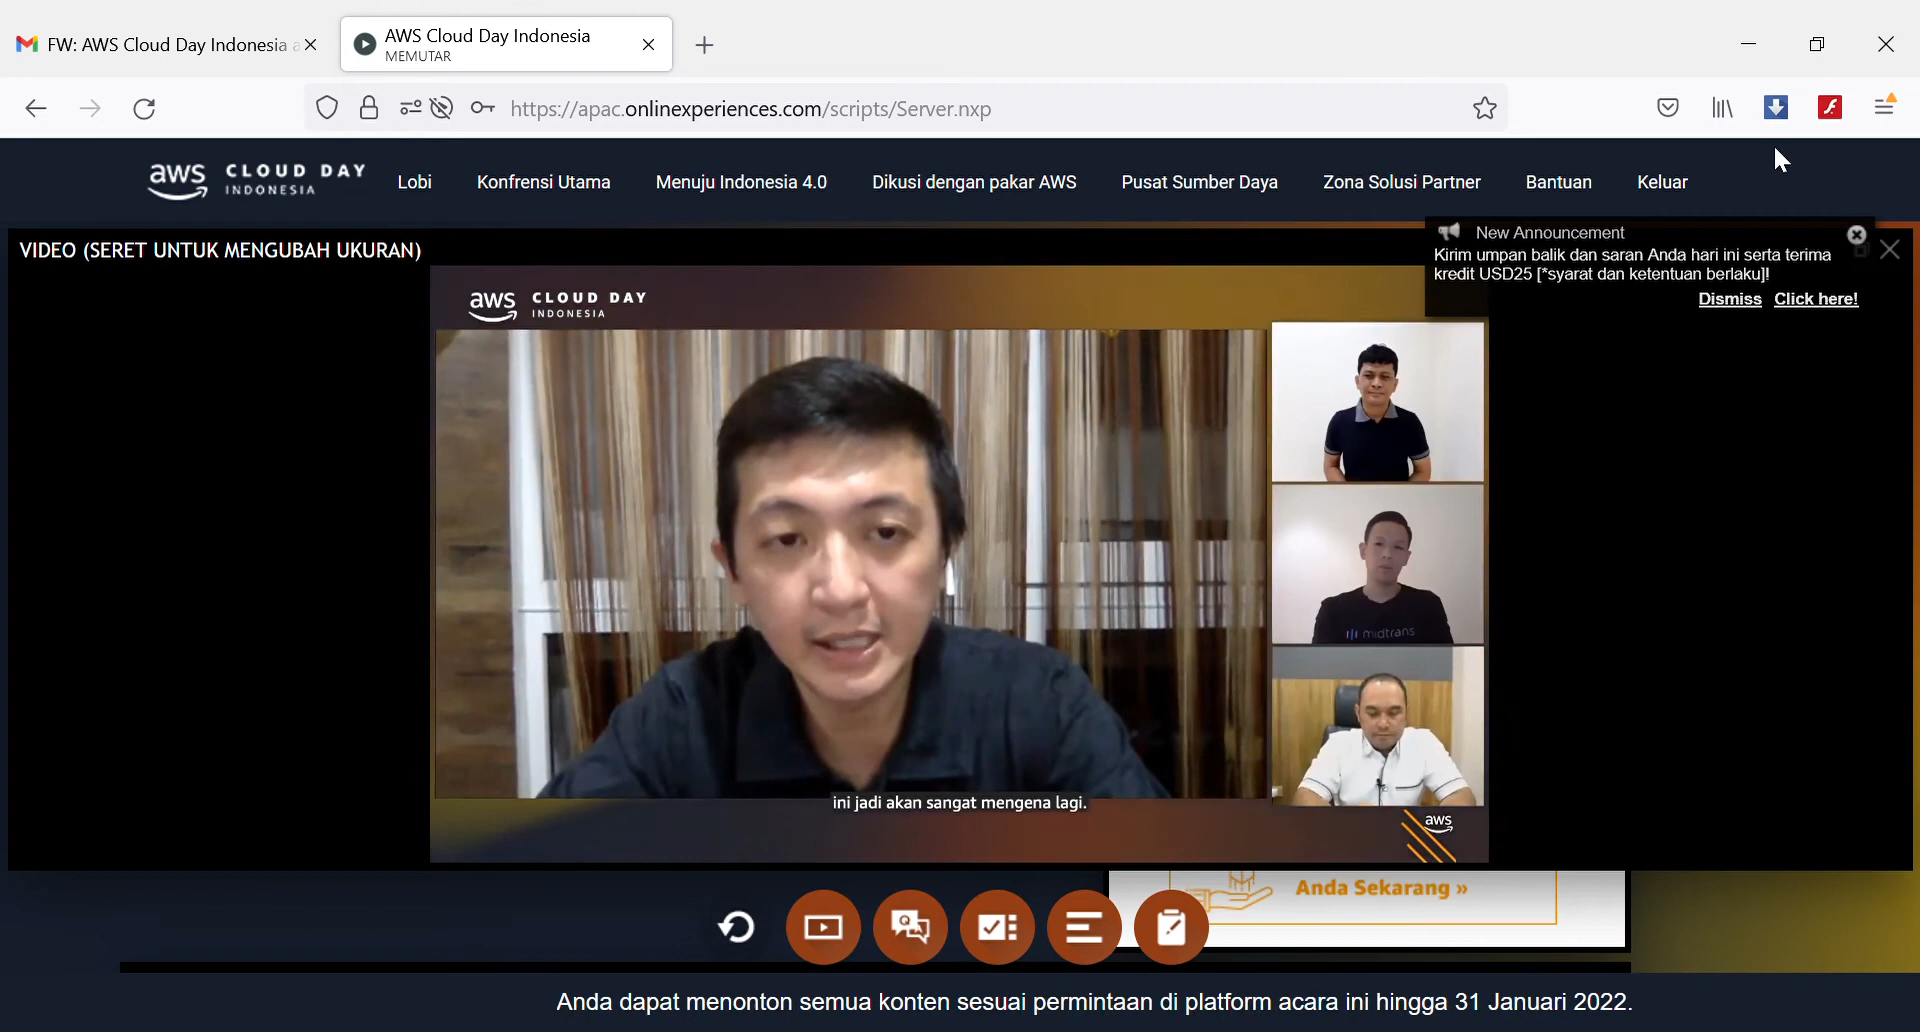 FW: AWS Cloud Day Indonesia a
AWS Cloud Day Indonesia
MEMUTAR
https://apac.onlinexperiences.com/scripts/Server.nxp
aws CLOUD DAY
INDONESIA
Lobi
Konfrensi Utama
Menuju Indonesia 4.0
Dikusi dengan pakar AWS
Pusat Sumber Daya
Zona Solusi Partner
Bantuan
Keluar
VIDEO (SERET UNTUK MENGUBAH UKURAN)
New Announcement
Kirim umpan balik dan saran Anda hari ini serta terima
kredit USD25 [*syarat dan ketentuan berlaku]!
Dismiss Click here!
aws CLOUD DAY
INDONESIA
midtrans
ini jadi akan sangat mengena lagi.
aws
Anda Sekarang »
Q A
Anda dapat menonton semua konten sesuai permintaan di platform acara ini hingga 31 Januari 2022.